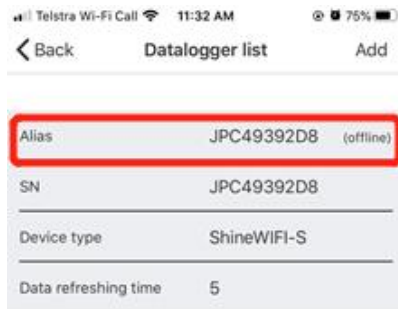 Telstra Wi-Fi Call 11:32 AM 75%
Back Datalogger list Add
Alias JPC49392D8 (offline)
SN JPC49392D8
Device type ShineWIFI-S
Data refreshing time 5